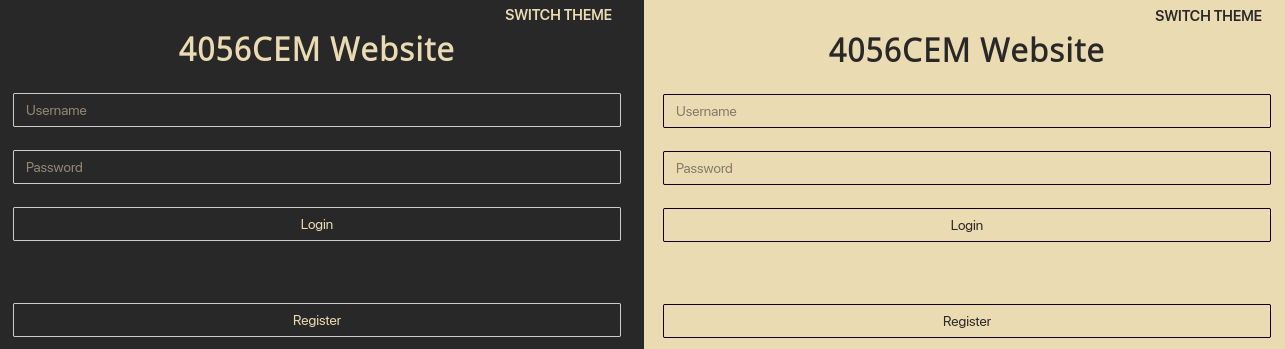 SWITCH THEME
4056CEM Website
Username
Password
Login
Register
SWITCH THEME
4056CEM Website
Username
Password
Login
Register